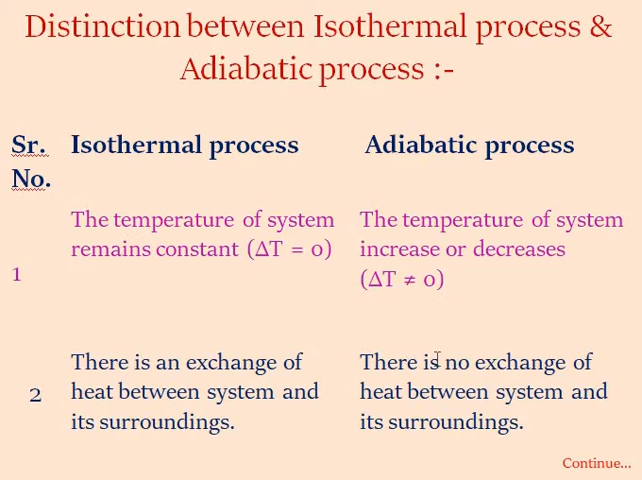 Distinction between Isothermal process &
Adiabatic process :-
Sr. No. Isothermal process Adiabatic process
1 The temperature of system remains constant (ΔT = 0) The temperature of system increase or decreases (ΔT ≠ 0)
2 There is an exchange of heat between system and its surroundings. There is no exchange of heat between system and its surroundings.
Continue...